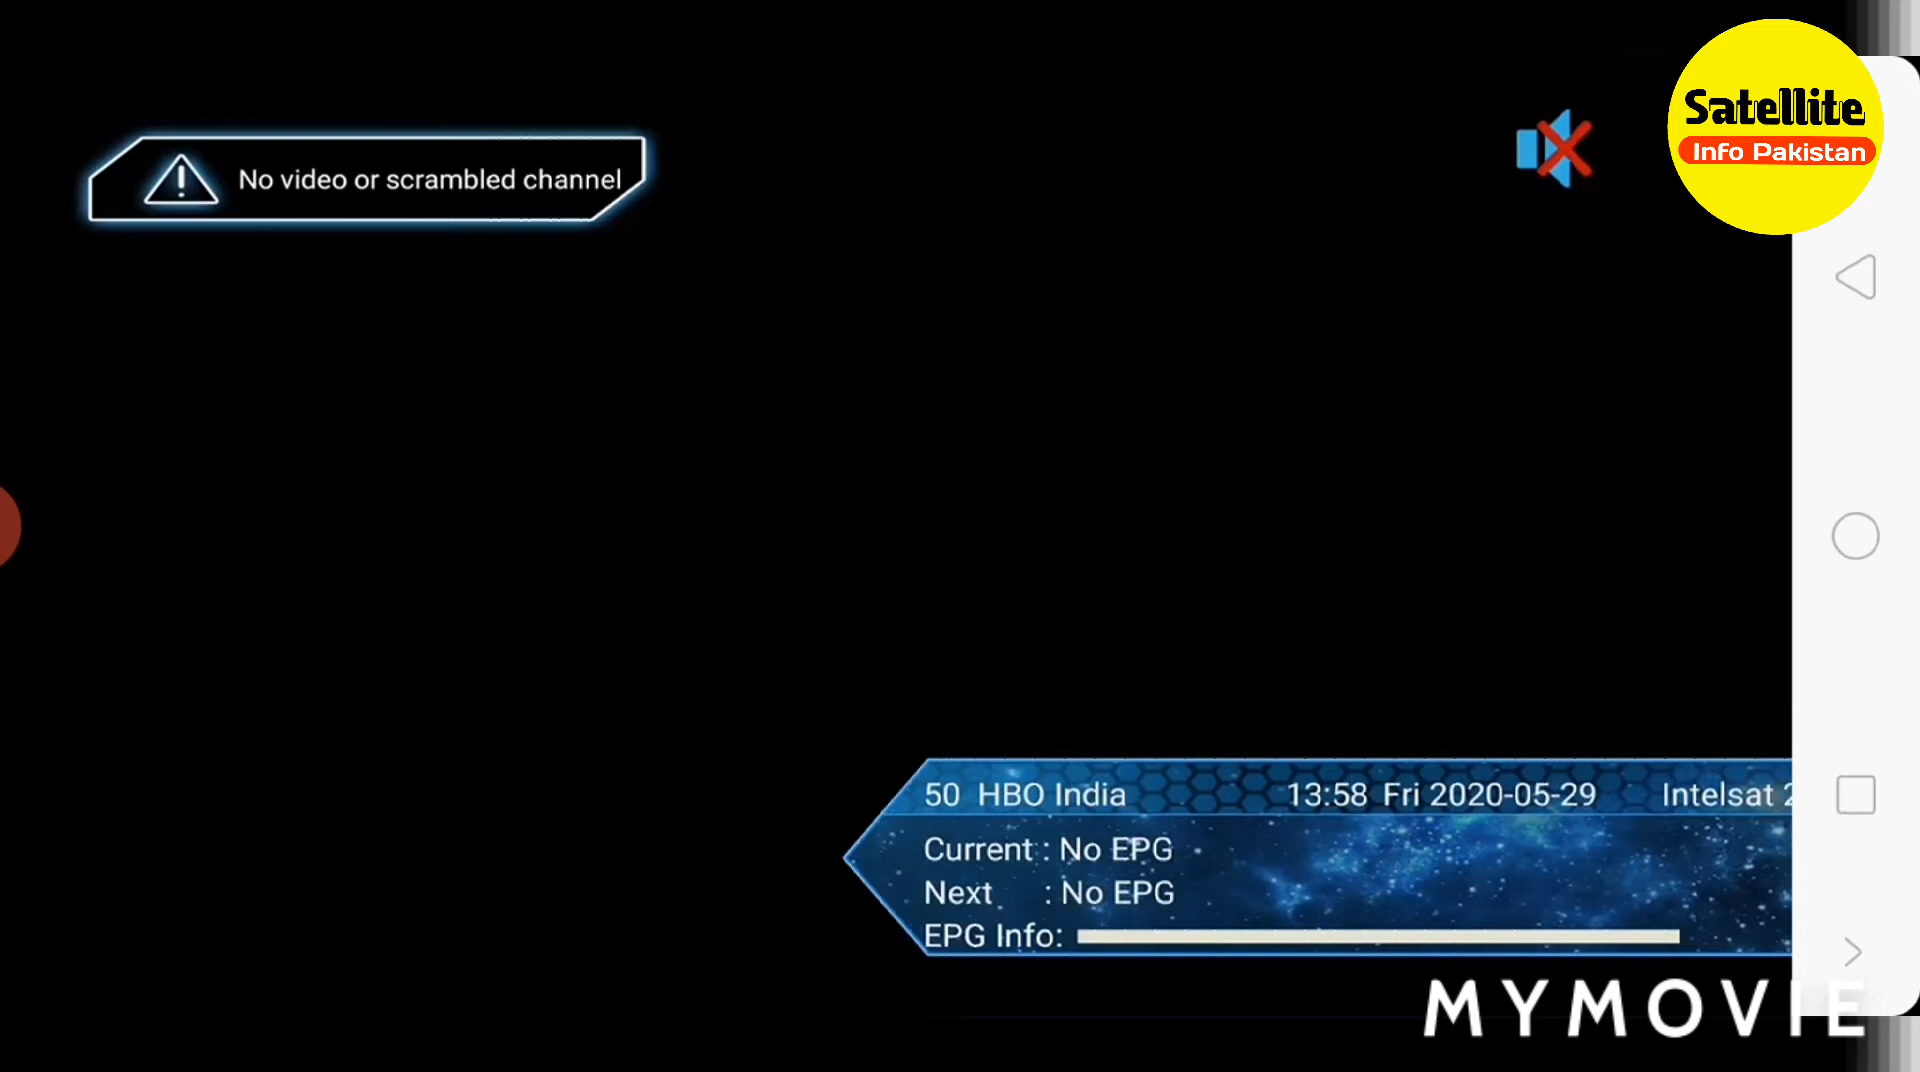 Satellite
Info Pakistan
No video or scrambled channel
50 HBO India 13:58 Fri 2020-05-29 Intelsat 2
Current : No EPG
Next : No EPG
EPG Info:
MYMOVIE